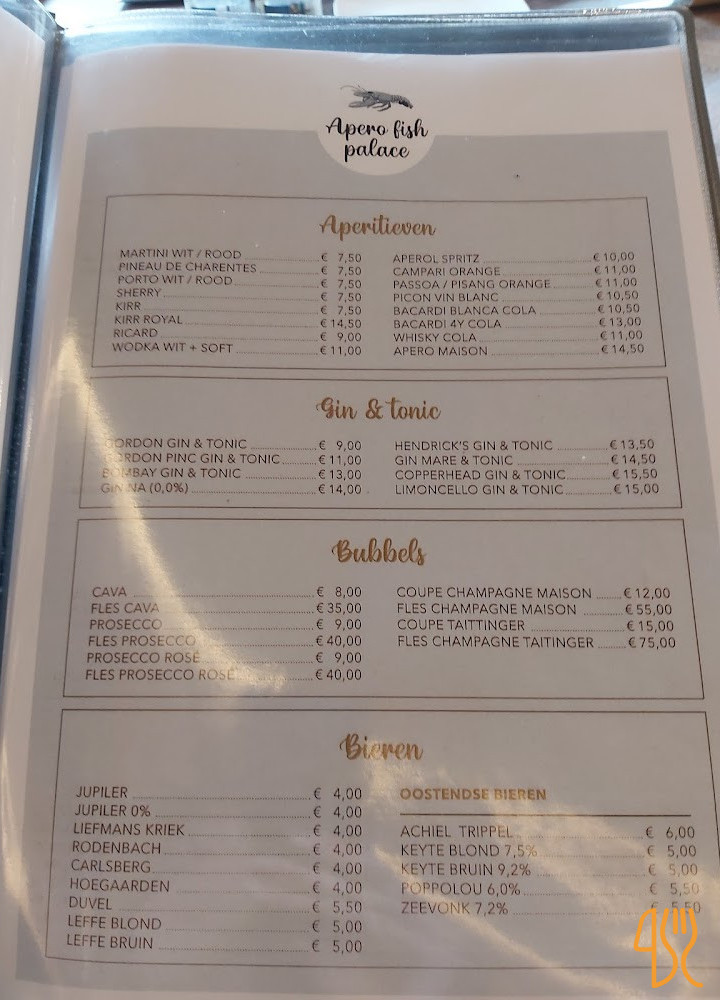 Apero fish
palace
Aperitieven
MARTINI WIT / ROOD € 7,50
PINEAU DE CHARENTES € 7,50
PORTO WIT / ROOD € 7,50
SHERRY € 7,50
KIRR € 7,50
KIRR ROYAL € 14,50
RICARD € 9,00
WODKA WIT + SOFT € 11,00
APEROL SPRITZ € 10,00
CAMPARI ORANGE € 11,00
PASSOA / PISANG ORANGE € 11,00
PICON VIN BLANC € 10,50
BACARDI BLANCA COLA € 10,50
BACARDI 4Y COLA € 13,00
WHISKY COLA € 11,00
APERO MAISON € 14,50
Gin & tonic
GORDON GIN & TONIC € 9,00
GORDON PINC GIN & TONIC € 11,00
BOMBAY GIN & TONIC € 13,00
GIN NA (0,0%) € 14,00
HENDRICK'S GIN & TONIC € 13,50
GIN MARE & TONIC € 14,50
COPPERHEAD GIN & TONIC € 15,50
LIMONCELLO GIN & TONIC € 15,00
Bubbels
CAVA € 8,00
FLES CAVA € 35,00
PROSECCO € 9,00
FLES PROSECCO € 40,00
PROSECCO ROSÉ € 9,00
FLES PROSECCO ROSÉ € 40,00
COUPE CHAMPAGNE MAISON € 12,00
FLES CHAMPAGNE MAISON € 55,00
COUPE TAITTINGER € 15,00
FLES CHAMPAGNE TAITINGER € 75,00
Bieren
JUPILER € 4,00
JUPILER 0% € 4,00
LIEFMANS KRIEK € 4,00
RODENBACH € 4,00
CARLSBERG € 4,00
HOEGAARDEN € 4,00
DUVEL € 5,50
LEFFE BLOND € 5,00
LEFFE BRUIN € 5,00
OOSTENDSE BIEREN
ACHIEL TRIPPEL € 6,00
KEYTE BLOND 7,5% € 5,00
KEYTE BRUIN 9,2% € 5,00
POPPOLOU 6,0% € 5,50
ZEEVONK 7,2% € 5,50